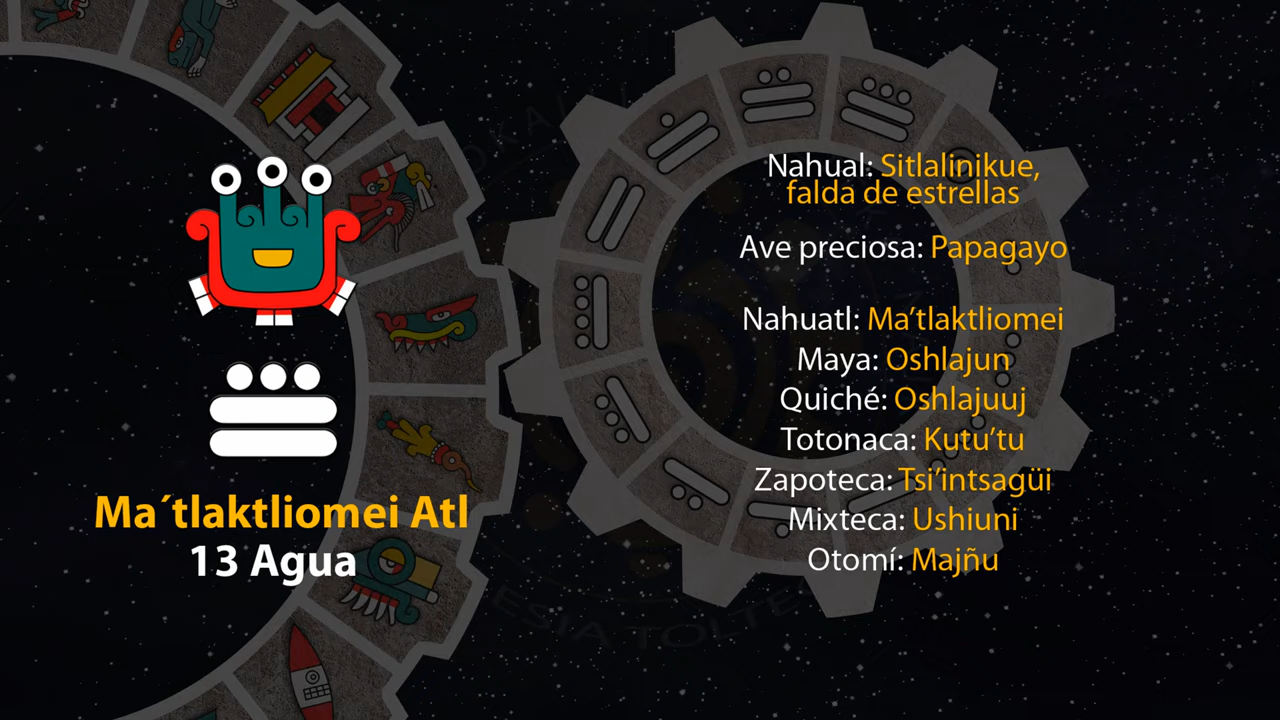 Nahual: Sitlalinikue,
falda de estrellas
Ave preciosa: Papagayo
Nahuatl: Ma’tlaktliomei
Maya: Oshlajun
Quiché: Oshlajuuj
Totonaca: Kutu’tu
Zapoteca: Tsi’intsagüi
Mixteca: Ushiuni
Otomí: Majñu
Ma´tlaktliomei Atl
13 Agua